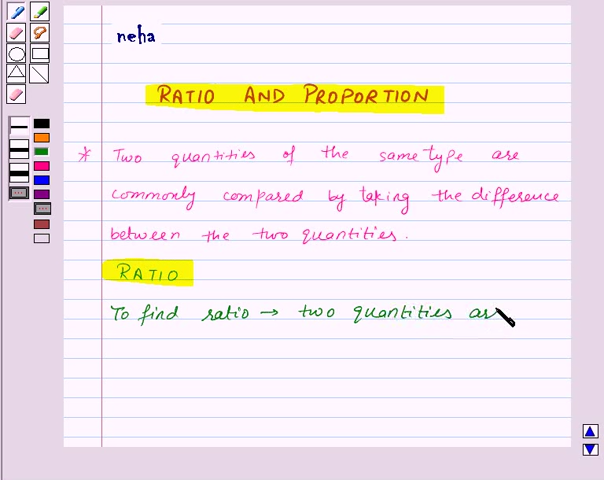 neha
RATIO AND PROPORTION
* Two quantities of the same type are
commonly compared by taking the difference
between the two quantities.
RATIO
To find ratio → two quantities